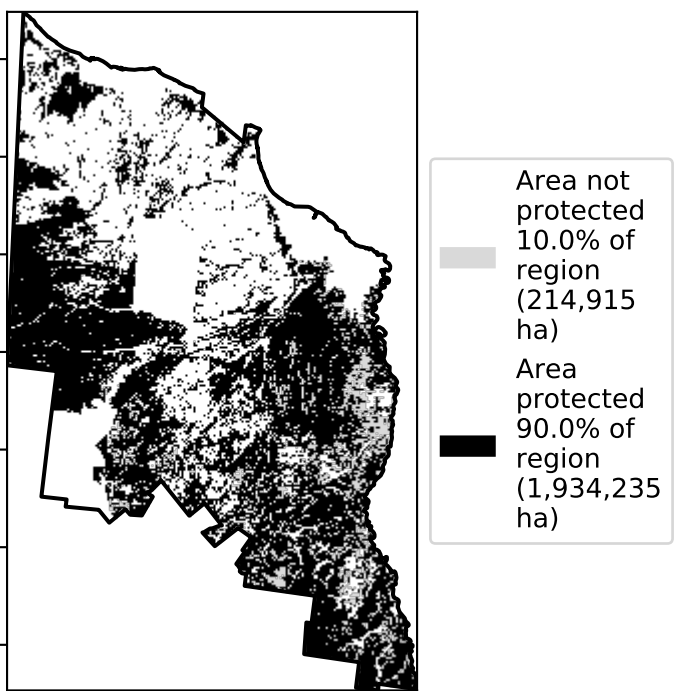 Area not
protected
10.0% of
region
(214,915
ha)
Area
protected
90.0% of
region
(1,934,235
ha)